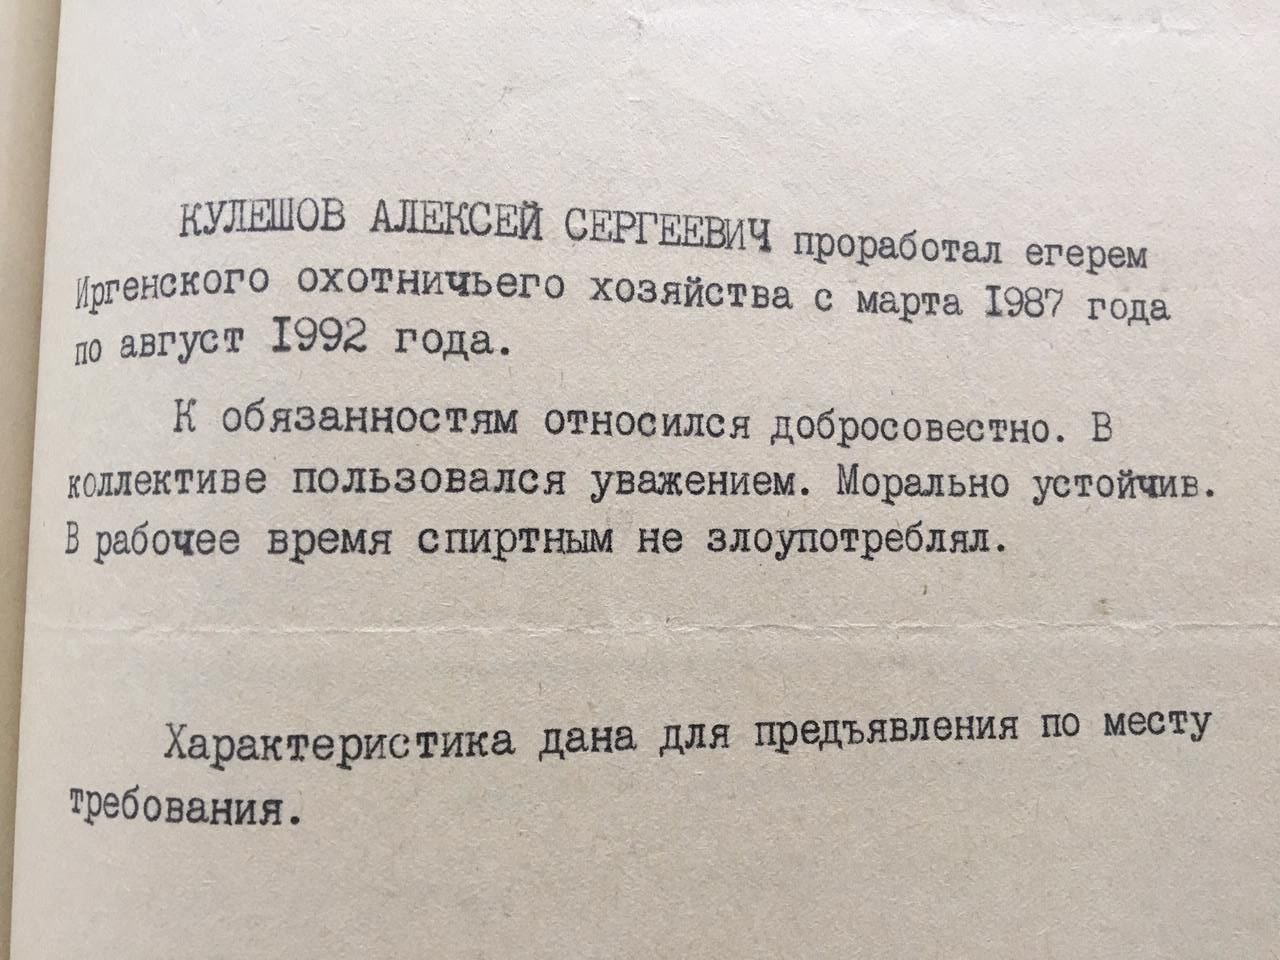 КУЛЕШОВ АЛЕКСЕЙ СЕРГЕЕВИЧ проработал егерем
Иргенского охотничьего хозяйства с марта 1987 года
по август 1992 года.
К обязанностям относился добросовестно. В
коллективе пользовался уважением. Морально устойчив.
В рабочее время спиртным не злоупотреблял.
Характеристика дана для предъявления по месту
требования.